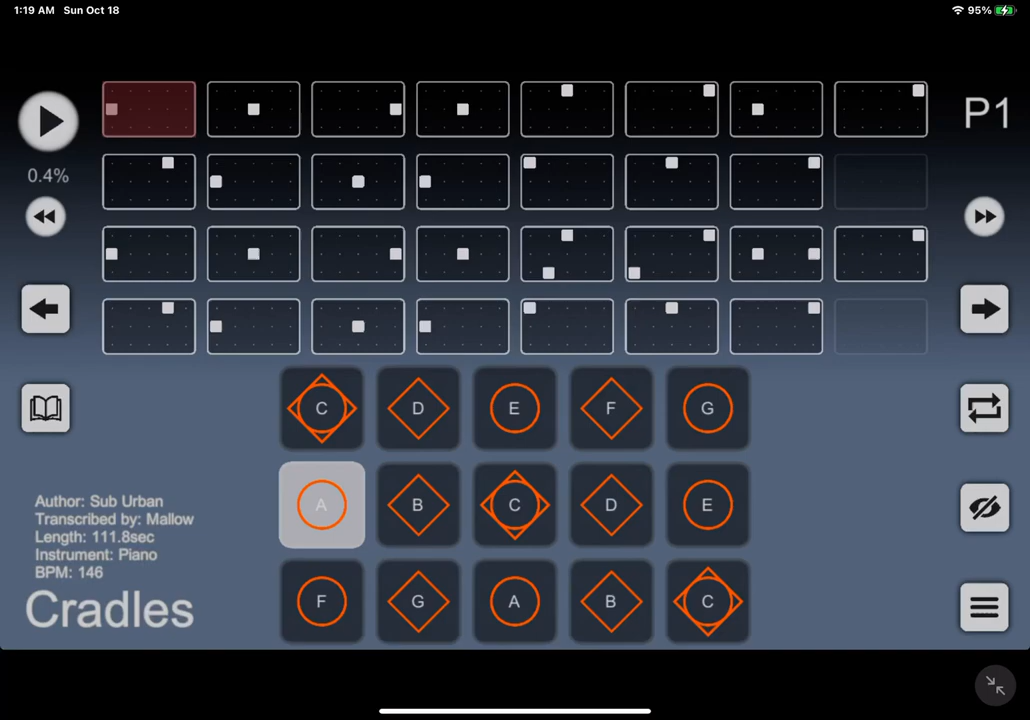 1:19 AM Sun Oct 18
95%
P1
0.4%
C D E F G
A B C D E
F G A B C
Author: Sub Urban
Transcribed by: Mallow
Length: 111.8sec
Instrument: Piano
BPM: 146
Cradles